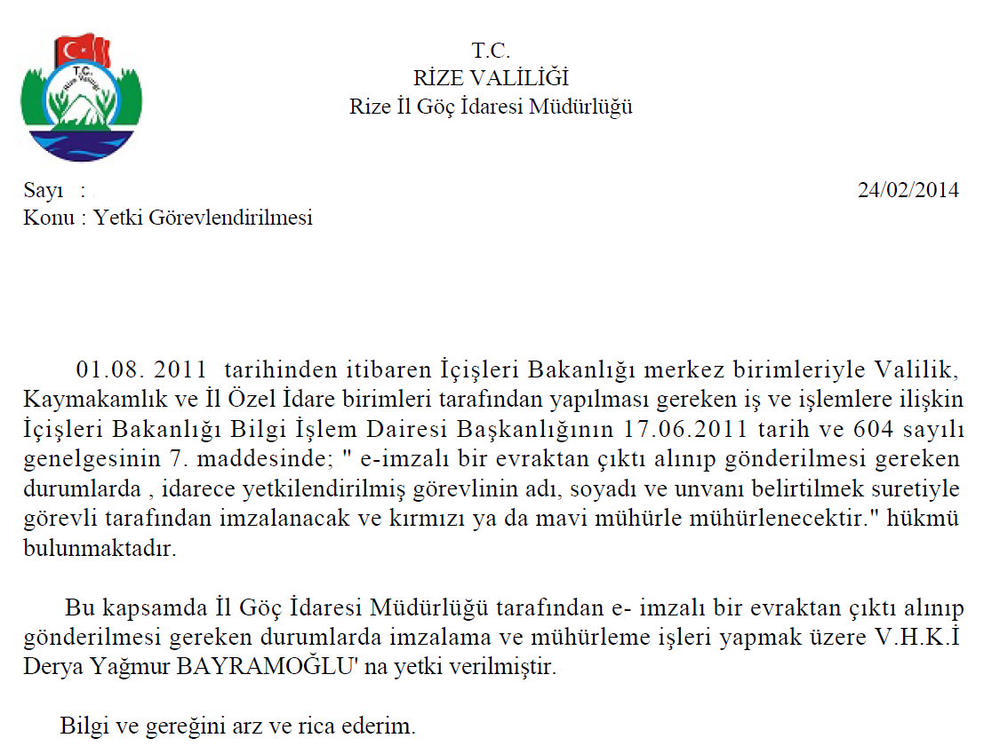 T.C.
Rize Valiliği
T.C.
RİZE VALİLİĞİ
Rize İl Göç İdaresi Müdürlüğü
Sayı :
24/02/2014
Konu : Yetki Görevlendirilmesi
01.08. 2011 tarihinden itibaren İçişleri Bakanlığı merkez birimleriyle Valilik,
Kaymakamlık ve İl Özel İdare birimleri tarafından yapılması gereken iş ve işlemlere ilişkin
İçişleri Bakanlığı Bilgi İşlem Dairesi Başkanlığının 17.06.2011 tarih ve 604 sayılı
genelgesinin 7. maddesinde; " e-imzalı bir evraktan çıktı alınıp gönderilmesi gereken
durumlarda , idarece yetkilendirilmiş görevlinin adı, soyadı ve unvanı belirtilmek suretiyle
görevli tarafından imzalanacak ve kırmızı ya da mavi mühürle mühürlenecektir." hükmü
bulunmaktadır.
Bu kapsamda İl Göç İdaresi Müdürlüğü tarafından e- imzalı bir evraktan çıktı alınıp
gönderilmesi gereken durumlarda imzalama ve mühürleme işleri yapmak üzere V.H.K.İ
Derya Yağmur BAYRAMOĞLU' na yetki verilmiştir.
Bilgi ve gereğini arz ve rica ederim.